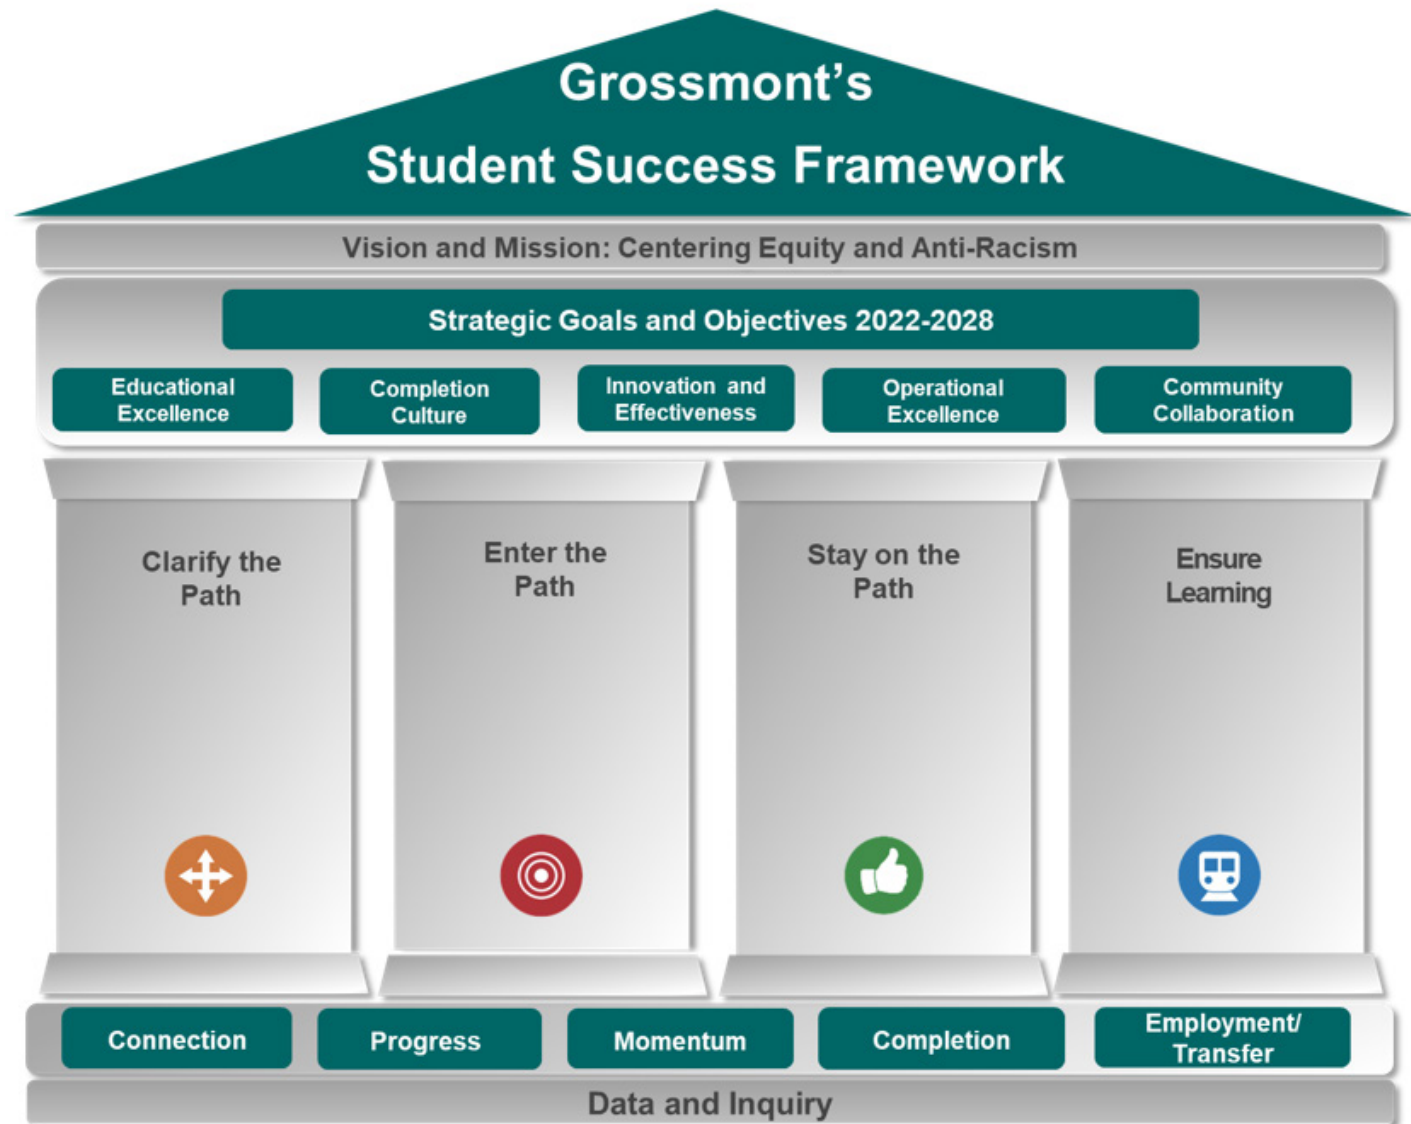 Grossmont's
Student Success Framework
Vision and Mission: Centering Equity and Anti-Racism
Strategic Goals and Objectives 2022-2028
Educational
Excellence
Completion
Culture
Innovation and
Effectiveness
Operational
Excellence
Community
Collaboration
Clarify the
Path
Enter the
Path
Stay on the
Path
Ensure
Learning
Connection
Progress
Momentum
Completion
Employment/
Transfer
Data and Inquiry